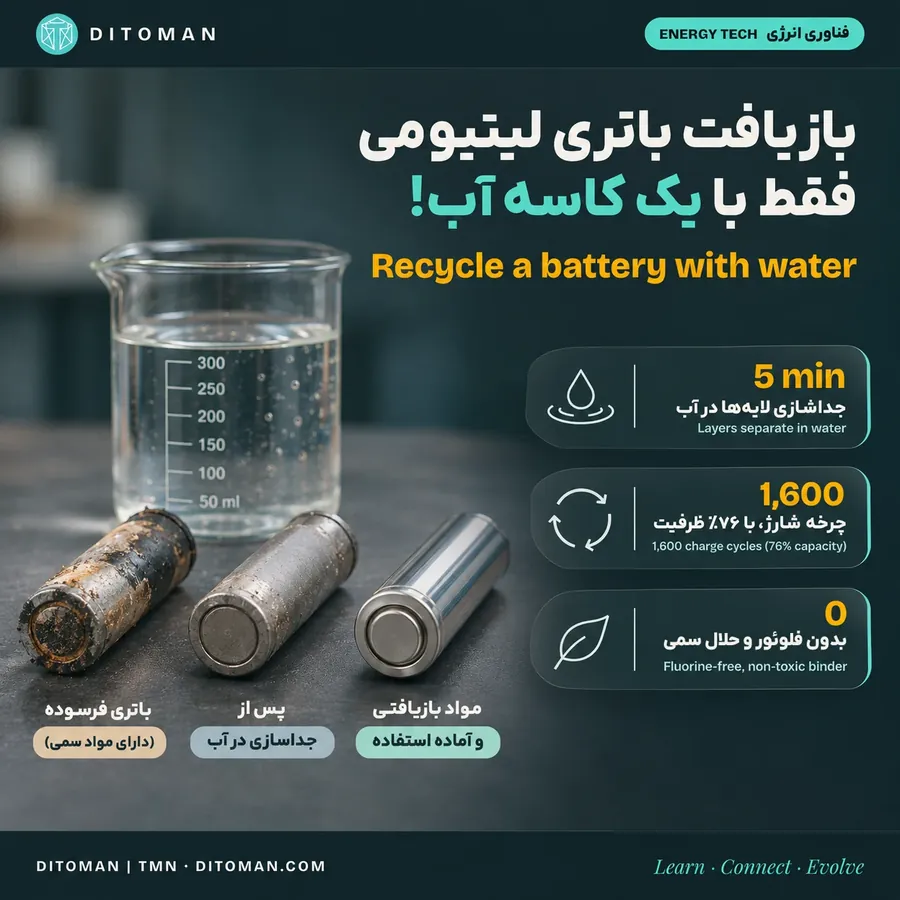 DITOMAN
فناوری انرژی ENERGY TECH
بازیافت باتری لیتیومی
فقط با یک کاسه آب!
Recycle a battery with water
300
250
200
150
100
50 ml
5 min
جداشازی لایه‌ها در آب
Layers separate in water
1,600
چرخه شارژ، با ۷۶٪ ظرفیت
1,600 charge cycles (76% capacity)
0
بدون فلوئور و حلال سمی
Fluorine-free, non-toxic binder
مواد بازیافتی
و آماده استفاده
پس از
جداسازی در آب
باتری فرسوده
(دارای مواد سمی)
DITOMAN | TMN · DITOMAN.COM
Learn · Connect · Evolve